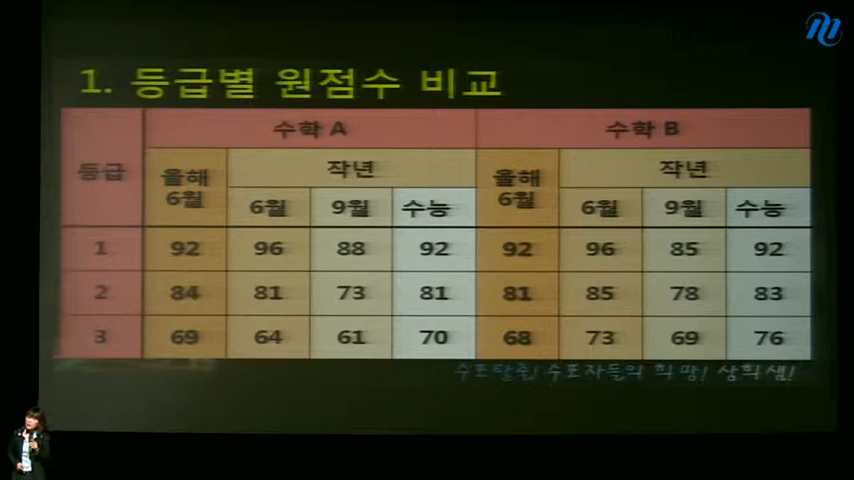 1. 등급별 원점수 비교
등급 수학 A 수학 B
올해 6월 작년 올해 6월 작년
6월 9월 수능 6월 9월 수능
1 92 96 88 92 92 96 85 92
2 84 81 73 81 81 85 78 83
3 69 64 61 70 68 73 69 76
수포탈출! 수포자들의 희망! 상희샘!